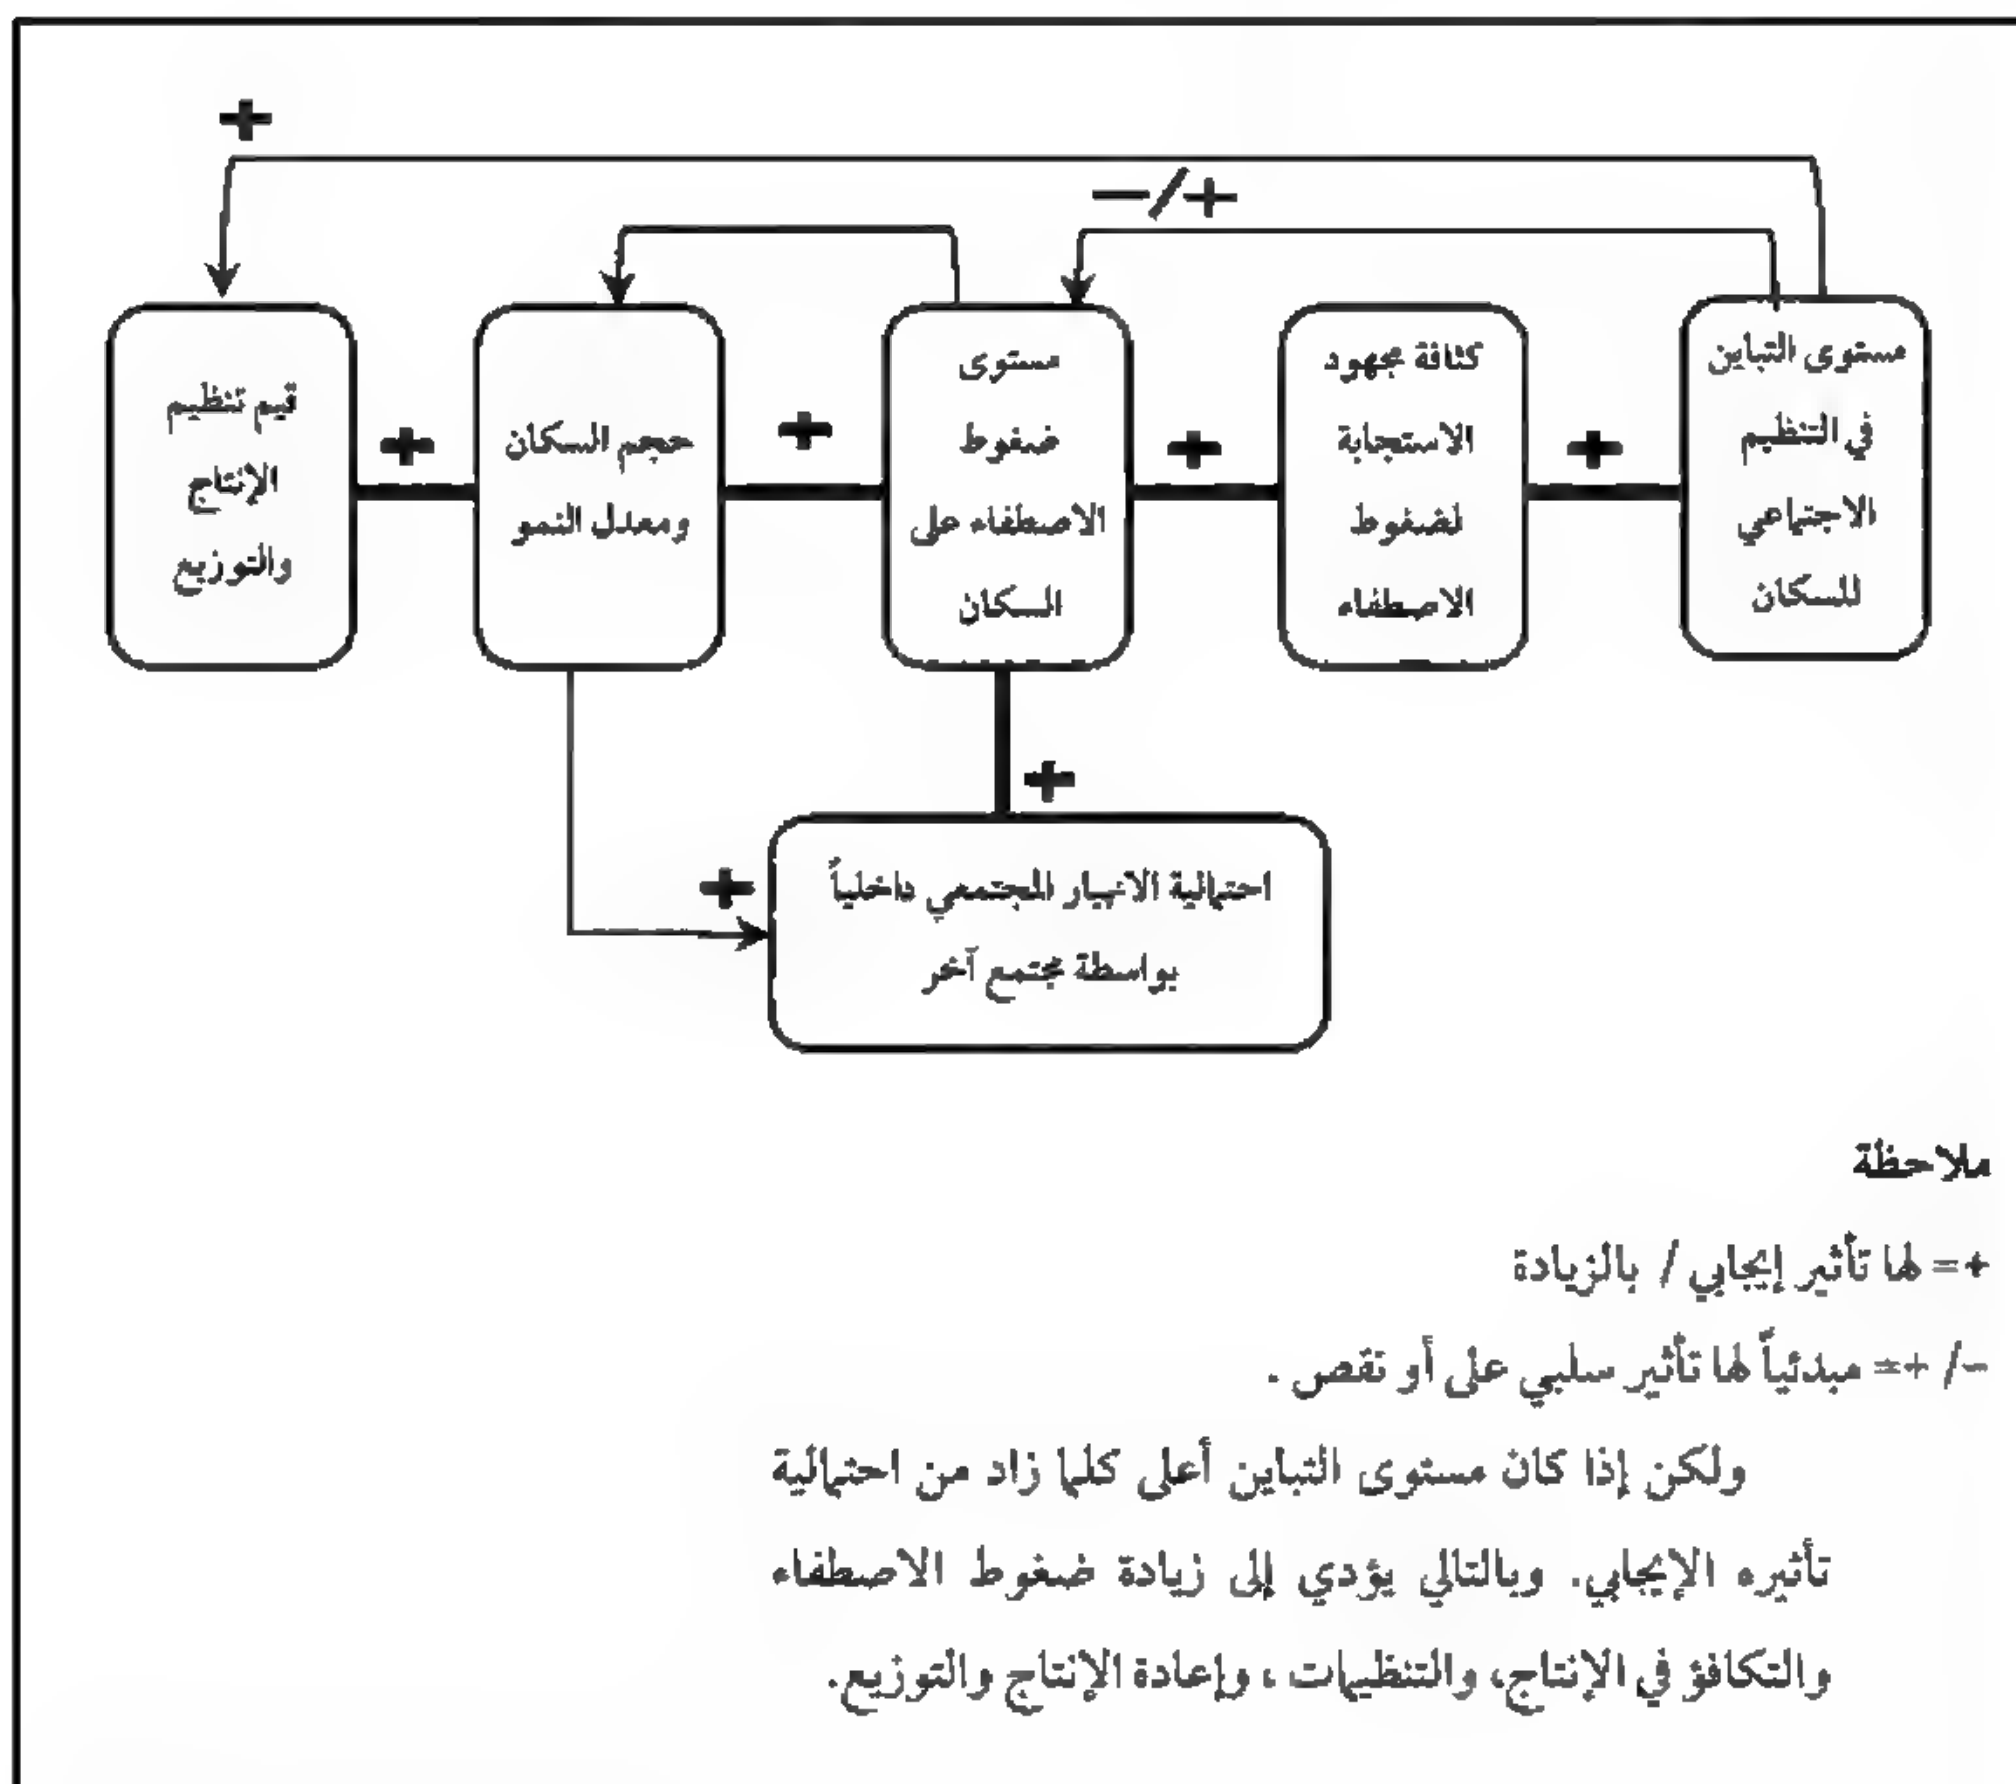 +
−/+
مستوى التباين
في التنظيم
الاجتماعي
للسكان
+
كثافة مجهود
الاستجابة
لضغوط
الاصطفاء
+
مستوى
ضغوط
الاصطفاء على
السكان
+
حجم السكان
ومعدل النمو
+
قيم تنظيم
الإنتاج
والتوزيع
+
+
احتمالية الانهيار المجتمعي داخلياً
بواسطة مجتمع آخر
ملاحظة
+= لها تأثير إيجابي / بالزيادة
-/ +== مبدئياً لها تأثير سلبي على أو نقص .
ولكن إذا كان مستوى التباين أعلى كلما زاد من احتمالية
تأثيره الإيجابي. وبالتالي يؤدي إلى زيادة ضغوط الاصطفاء
والتكافؤ في الإنتاج، والتنظيمات ، وإعادة الإنتاج والتوزيع.